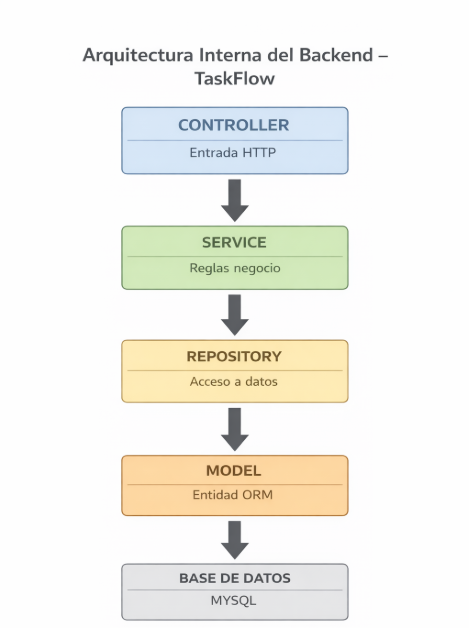 Arquitectura Interna del Backend –
TaskFlow
CONTROLLER
Entrada HTTP
SERVICE
Reglas negocio
REPOSITORY
Acceso a datos
MODEL
Entidad ORM
BASE DE DATOS
MYSQL